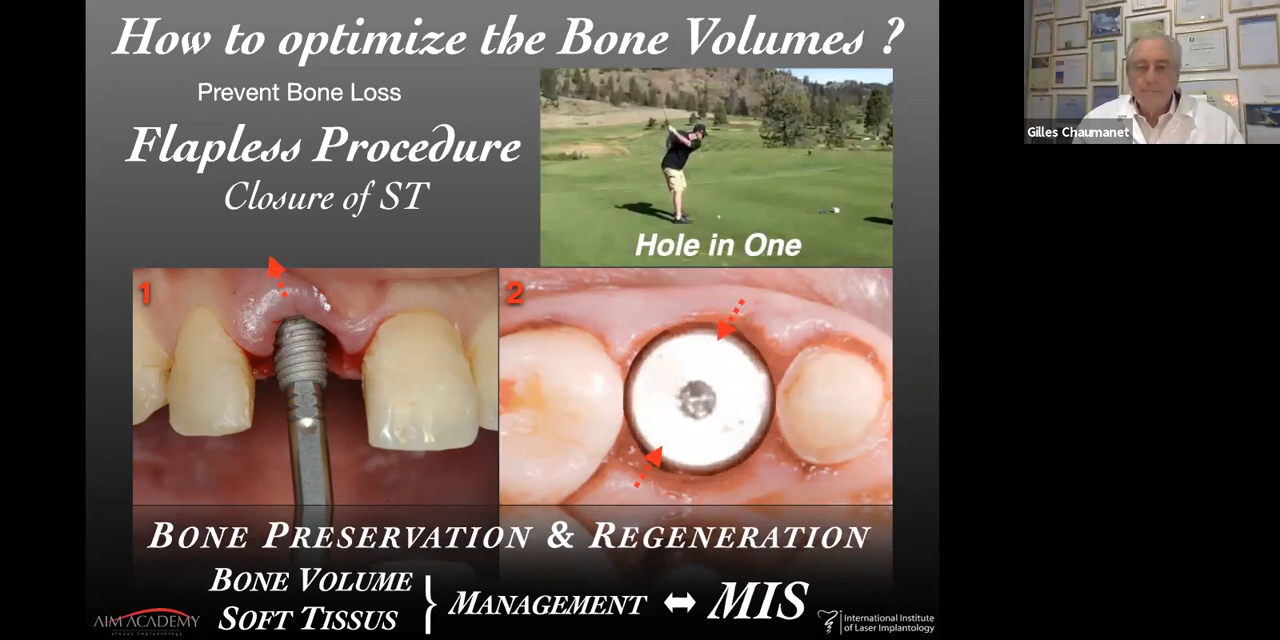 How to optimize the Bone Volumes ?
Prevent Bone Loss
Flapless Procedure
Closure of ST
Hole in One
Gilles Chaumanet
1
2
BONE PRESERVATION & REGENERATION
BONE VOLUME
SOFT TISSUS
MANAGEMENT
MIS
AIM ACADEMY
International Institute
of Laser Implantology